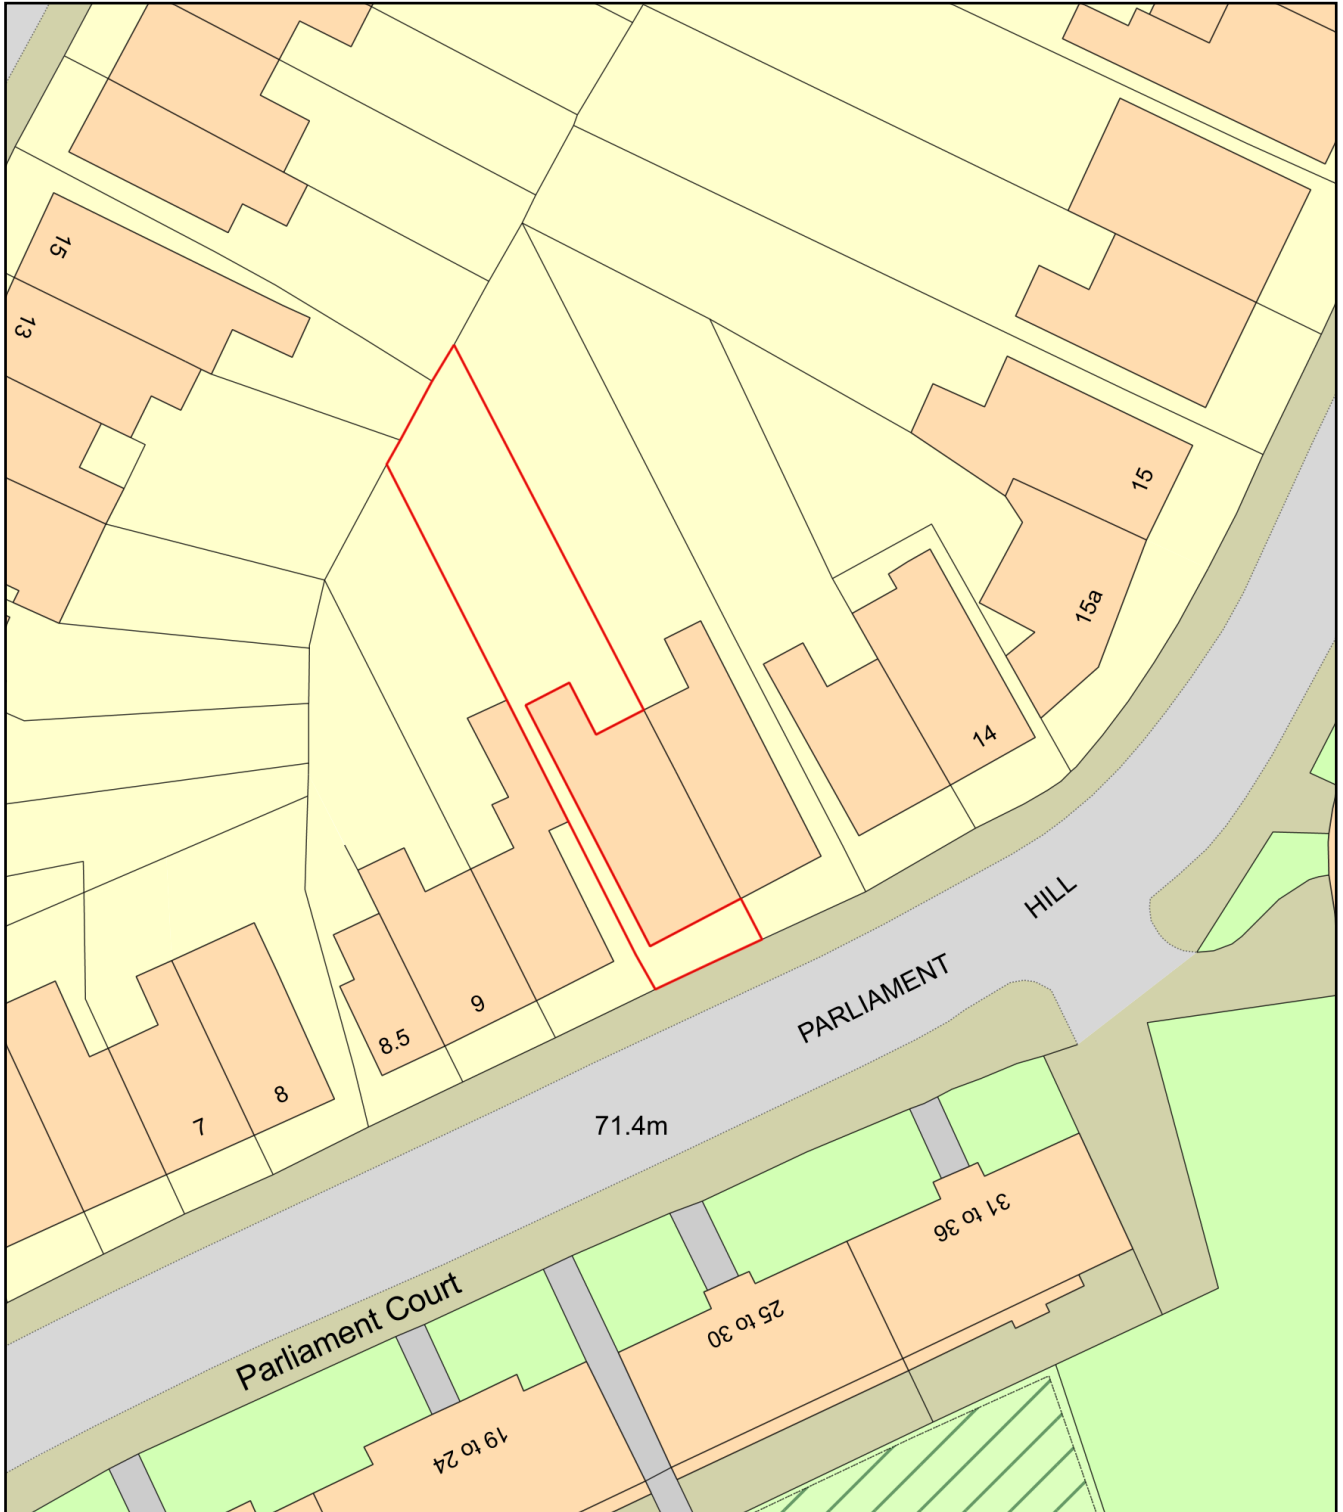 15
13
15
15a
14
HILL
PARLIAMENT
9
8.5
8
7
71.4m
31 to 36
25 to 30
Parliament Court
19 to 24